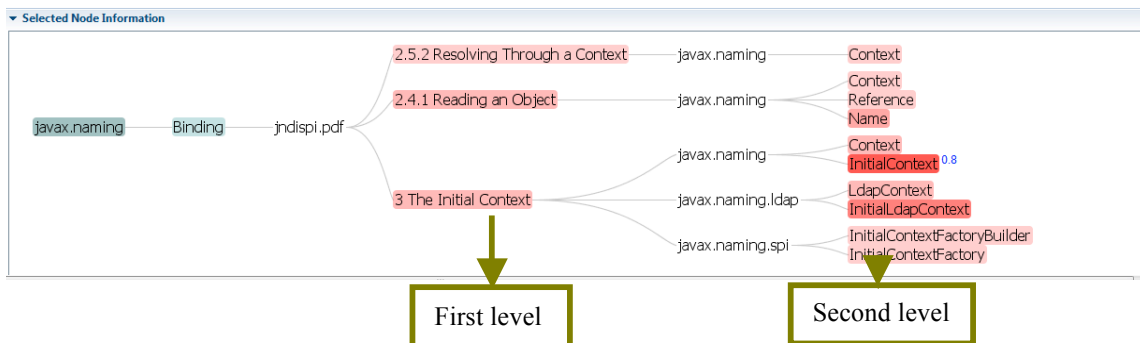 Selected Node Information
2.5.2 Resolving Through a Context
javax.naming
Context
2.4.1 Reading an Object
javax.naming
Context
Reference
Name
javax.naming
Binding
jndispi.pdf
3 The Initial Context
javax.naming
Context
InitialContext 0.8
javax.naming.ldap
LdapContext
InitialLdapContext
javax.naming.spi
InitialContextFactoryBuilder
InitialContextFactory
First level
Second level